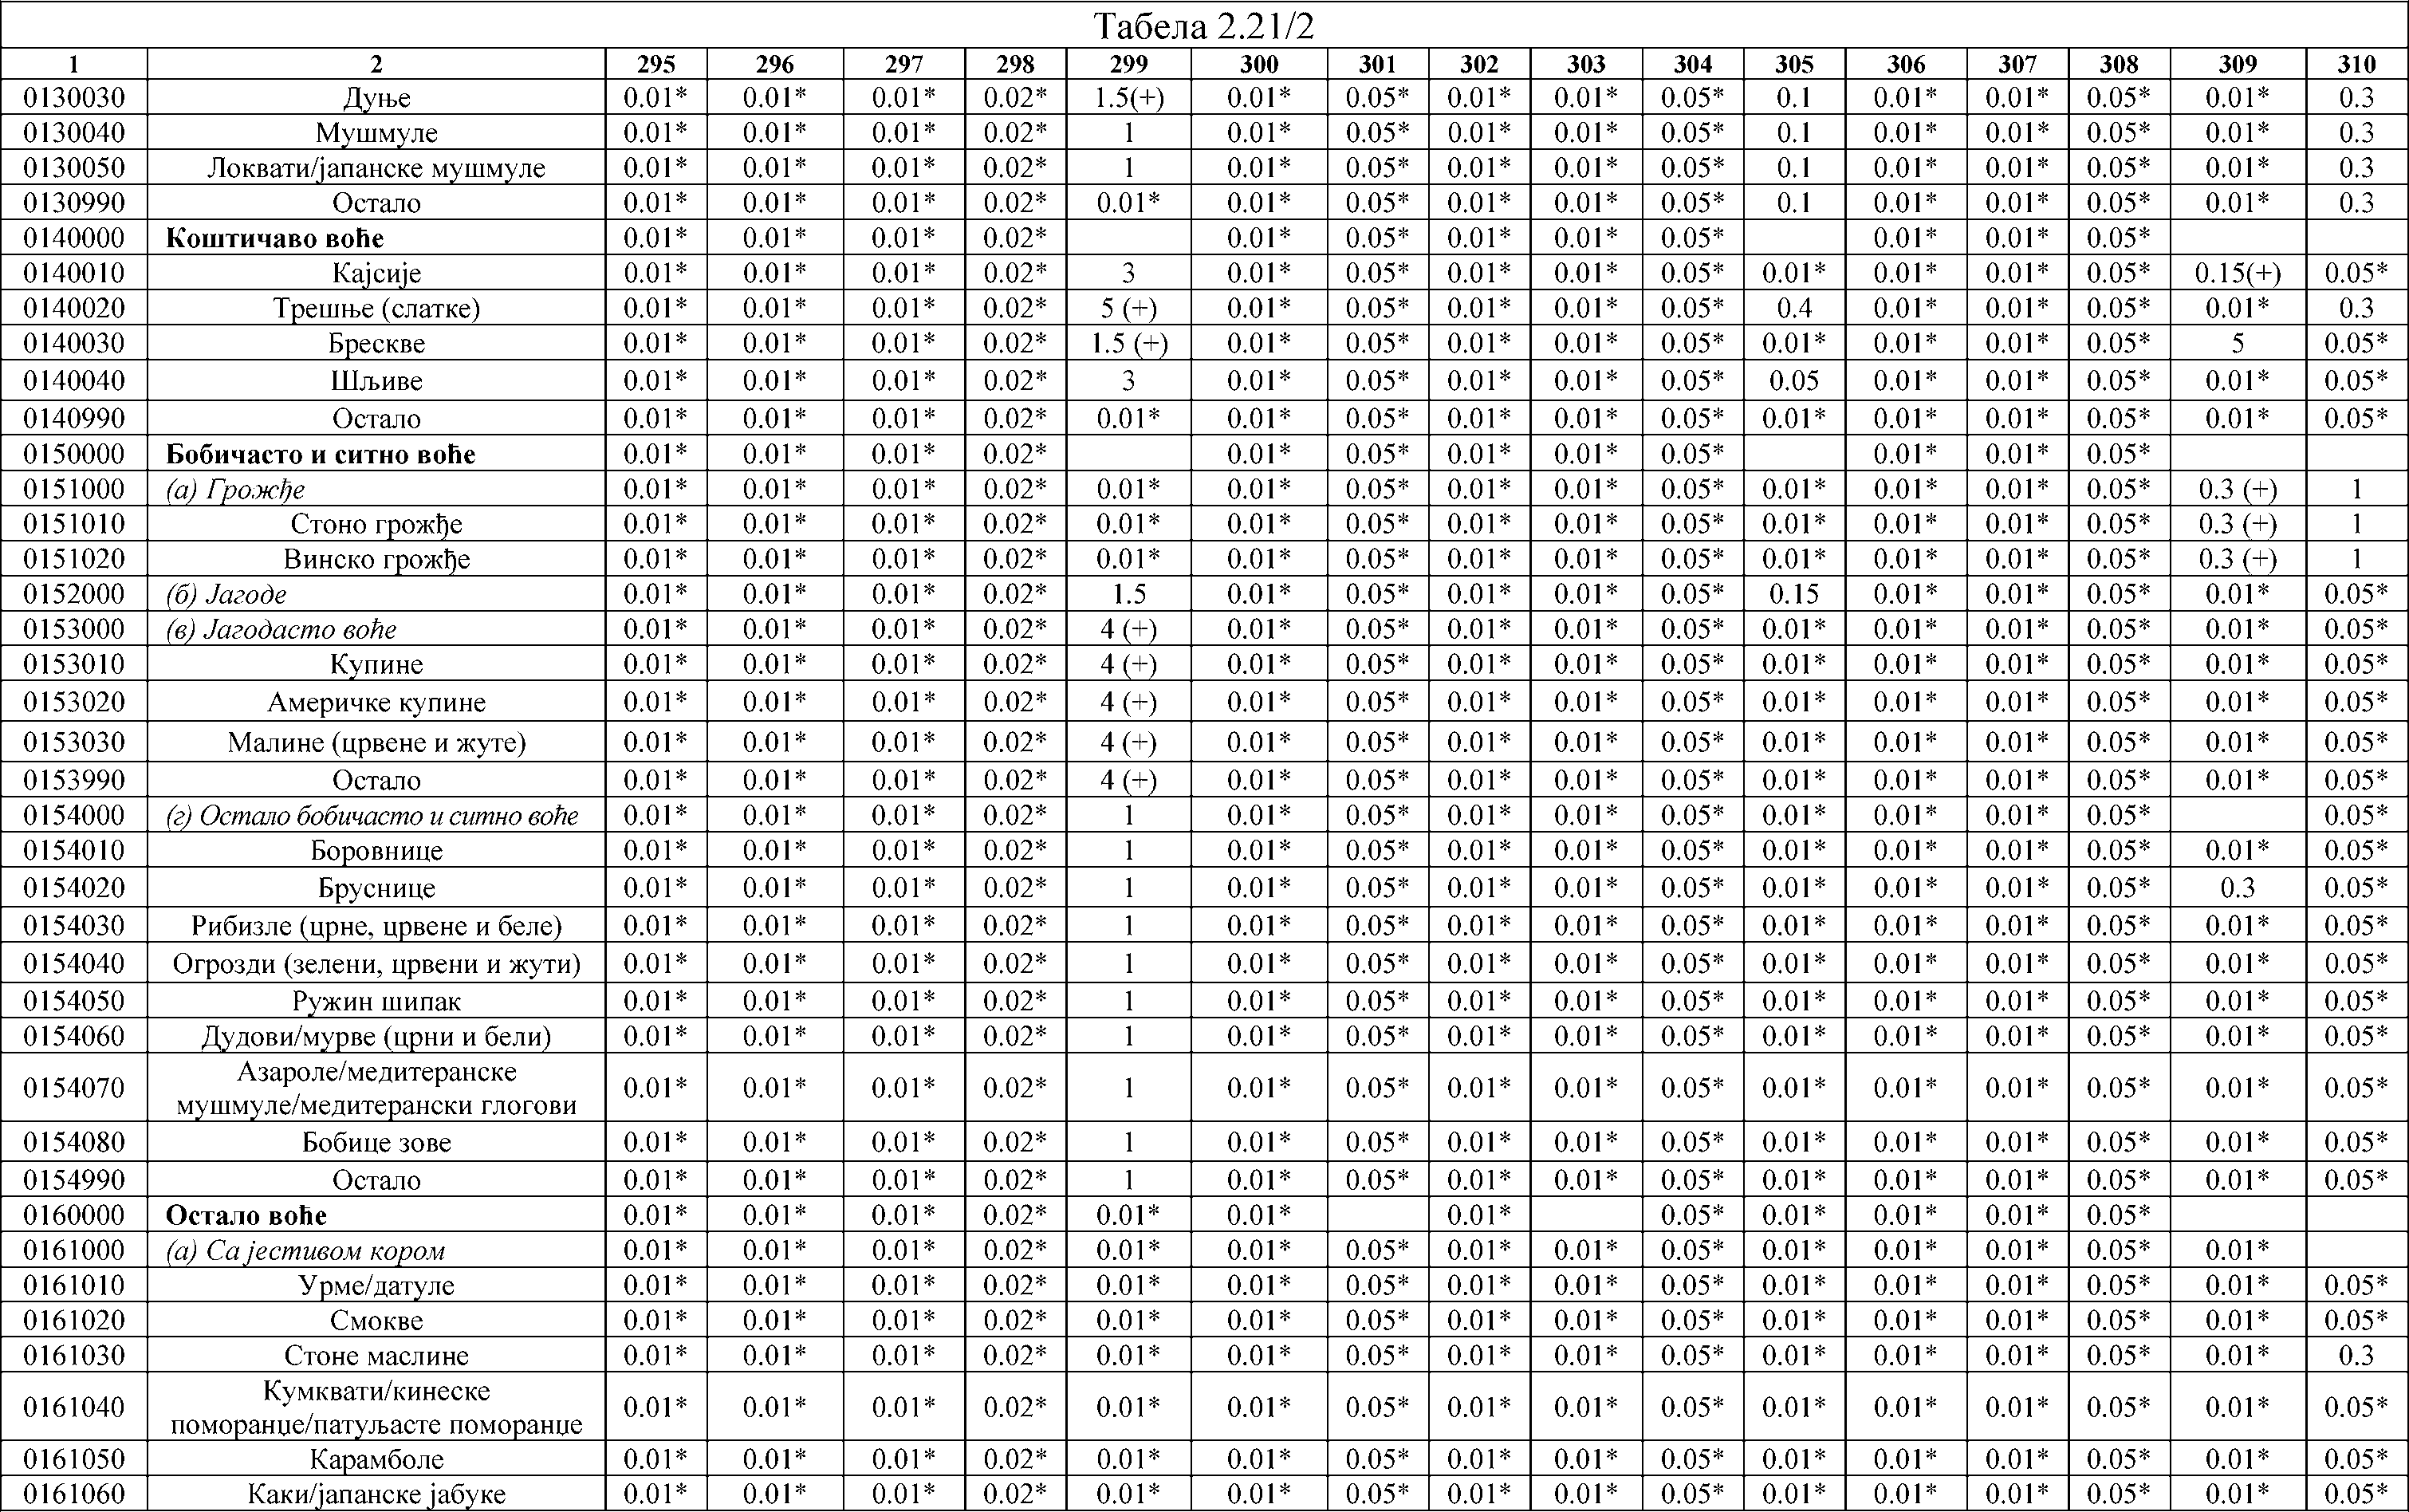 Табела 2.21/2
1 2 295 296 297 298 299 300 301 302 303 304 305 306 307 308 309 310
0130030 Дуње 0.01* 0.01* 0.01* 0.02* 1.5(+) 0.01* 0.05* 0.01* 0.01* 0.05* 0.1 0.01* 0.01* 0.05* 0.01* 0.3
0130040 Мушмуле 0.01* 0.01* 0.01* 0.02* 1 0.01* 0.05* 0.01* 0.01* 0.05* 0.1 0.01* 0.01* 0.05* 0.01* 0.3
0130050 Локвати/јапанске мушмуле 0.01* 0.01* 0.01* 0.02* 1 0.01* 0.05* 0.01* 0.01* 0.05* 0.1 0.01* 0.01* 0.05* 0.01* 0.3
0130990 Остало 0.01* 0.01* 0.01* 0.02* 0.01* 0.01* 0.05* 0.01* 0.01* 0.05* 0.1 0.01* 0.01* 0.05* 0.01* 0.3
0140000 Коштичаво воће 0.01* 0.01* 0.01* 0.02* 0.01* 0.05* 0.01* 0.01* 0.05* 0.01* 0.01* 0.05*
0140010 Кајсије 0.01* 0.01* 0.01* 0.02* 3 0.01* 0.05* 0.01* 0.01* 0.05* 0.01* 0.01* 0.01* 0.05* 0.15(+) 0.05*
0140020 Трешње (слатке) 0.01* 0.01* 0.01* 0.02* 5 (+) 0.01* 0.05* 0.01* 0.01* 0.05* 0.4 0.01* 0.01* 0.05* 0.01* 0.3
0140030 Брескве 0.01* 0.01* 0.01* 0.02* 1.5 (+) 0.01* 0.05* 0.01* 0.01* 0.05* 0.01* 0.01* 0.01* 0.05* 5 0.05*
0140040 Шљиве 0.01* 0.01* 0.01* 0.02* 3 0.01* 0.05* 0.01* 0.01* 0.05* 0.05 0.01* 0.01* 0.05* 0.01* 0.05*
0140990 Остало 0.01* 0.01* 0.01* 0.02* 0.01* 0.01* 0.05* 0.01* 0.01* 0.05* 0.01* 0.01* 0.01* 0.05* 0.01* 0.05*
0150000 Бобичасто и ситно воће 0.01* 0.01* 0.01* 0.02* 0.01* 0.05* 0.01* 0.01* 0.05* 0.01* 0.01* 0.05*
0151000 (а) Грожђе 0.01* 0.01* 0.01* 0.02* 0.01* 0.01* 0.05* 0.01* 0.01* 0.05* 0.01* 0.01* 0.01* 0.05* 0.3 (+) 1
0151010 Стоно грожђе 0.01* 0.01* 0.01* 0.02* 0.01* 0.01* 0.05* 0.01* 0.01* 0.05* 0.01* 0.01* 0.01* 0.05* 0.3 (+) 1
0151020 Винско грожђе 0.01* 0.01* 0.01* 0.02* 0.01* 0.01* 0.05* 0.01* 0.01* 0.05* 0.01* 0.01* 0.01* 0.05* 0.3 (+) 1
0152000 (б) Јагоде 0.01* 0.01* 0.01* 0.02* 1.5 0.01* 0.05* 0.01* 0.01* 0.05* 0.15 0.01* 0.01* 0.05* 0.01* 0.05*
0153000 (в) Јагодасто воће 0.01* 0.01* 0.01* 0.02* 4 (+) 0.01* 0.05* 0.01* 0.01* 0.05* 0.01* 0.01* 0.01* 0.05* 0.01* 0.05*
0153010 Купине 0.01* 0.01* 0.01* 0.02* 4 (+) 0.01* 0.05* 0.01* 0.01* 0.05* 0.01* 0.01* 0.01* 0.05* 0.01* 0.05*
0153020 Америчке купине 0.01* 0.01* 0.01* 0.02* 4 (+) 0.01* 0.05* 0.01* 0.01* 0.05* 0.01* 0.01* 0.01* 0.05* 0.01* 0.05*
0153030 Малине (црвене и жуте) 0.01* 0.01* 0.01* 0.02* 4 (+) 0.01* 0.05* 0.01* 0.01* 0.05* 0.01* 0.01* 0.01* 0.05* 0.01* 0.05*
0153990 Остало 0.01* 0.01* 0.01* 0.02* 4 (+) 0.01* 0.05* 0.01* 0.01* 0.05* 0.01* 0.01* 0.01* 0.05* 0.01* 0.05*
0154000 (г) Остало бобичасто и ситно воће 0.01* 0.01* 0.01* 0.02* 1 0.01* 0.05* 0.01* 0.01* 0.05* 0.01* 0.01* 0.01* 0.05* 0.05*
0154010 Боровнице 0.01* 0.01* 0.01* 0.02* 1 0.01* 0.05* 0.01* 0.01* 0.05* 0.01* 0.01* 0.01* 0.05* 0.01* 0.05*
0154020 Бруснице 0.01* 0.01* 0.01* 0.02* 1 0.01* 0.05* 0.01* 0.01* 0.05* 0.01* 0.01* 0.01* 0.05* 0.3 0.05*
0154030 Рибизле (црне, црвене и беле) 0.01* 0.01* 0.01* 0.02* 1 0.01* 0.05* 0.01* 0.01* 0.05* 0.01* 0.01* 0.01* 0.05* 0.01* 0.05*
0154040 Огрозди (зелени, црвени и жути) 0.01* 0.01* 0.01* 0.02* 1 0.01* 0.05* 0.01* 0.01* 0.05* 0.01* 0.01* 0.01* 0.05* 0.01* 0.05*
0154050 Ружин шипак 0.01* 0.01* 0.01* 0.02* 1 0.01* 0.05* 0.01* 0.01* 0.05* 0.01* 0.01* 0.01* 0.05* 0.01* 0.05*
0154060 Дудови/мурве (црни и бели) 0.01* 0.01* 0.01* 0.02* 1 0.01* 0.05* 0.01* 0.01* 0.05* 0.01* 0.01* 0.01* 0.05* 0.01* 0.05*
Азароле/медитеранске
0154070 мушмуле/медитерански глогови 0.01* 0.01* 0.01* 0.02* 1 0.01* 0.05* 0.01* 0.01* 0.05* 0.01* 0.01* 0.01* 0.05* 0.01* 0.05*
0154080 Бобице зове 0.01* 0.01* 0.01* 0.02* 1 0.01* 0.05* 0.01* 0.01* 0.05* 0.01* 0.01* 0.01* 0.05* 0.01* 0.05*
0154990 Остало 0.01* 0.01* 0.01* 0.02* 1 0.01* 0.05* 0.01* 0.01* 0.05* 0.01* 0.01* 0.01* 0.05* 0.01* 0.05*
0160000 Остало воће 0.01* 0.01* 0.01* 0.02* 0.01* 0.01* 0.01* 0.05* 0.01* 0.01* 0.01* 0.05*
0161000 (а) Са јестивом кором 0.01* 0.01* 0.01* 0.02* 0.01* 0.01* 0.05* 0.01* 0.01* 0.05* 0.01* 0.01* 0.01* 0.05* 0.01*
0161010 Урме/датуле 0.01* 0.01* 0.01* 0.02* 0.01* 0.01* 0.05* 0.01* 0.01* 0.05* 0.01* 0.01* 0.01* 0.05* 0.01* 0.05*
0161020 Смокве 0.01* 0.01* 0.01* 0.02* 0.01* 0.01* 0.05* 0.01* 0.01* 0.05* 0.01* 0.01* 0.01* 0.05* 0.01* 0.05*
0161030 Стоне маслине 0.01* 0.01* 0.01* 0.02* 0.01* 0.01* 0.05* 0.01* 0.01* 0.05* 0.01* 0.01* 0.01* 0.05* 0.01* 0.3
Кумквати/кинеске
0161040 поморанџе/патуљасте поморанџе 0.01* 0.01* 0.01* 0.02* 0.01* 0.01* 0.05* 0.01* 0.01* 0.05* 0.01* 0.01* 0.01* 0.05* 0.01* 0.05*
0161050 Карамболе 0.01* 0.01* 0.01* 0.02* 0.01* 0.01* 0.05* 0.01* 0.01* 0.05* 0.01* 0.01* 0.01* 0.05* 0.01* 0.05*
0161060 Каки/јапанске јабуке 0.01* 0.01* 0.01* 0.02* 0.01* 0.01* 0.05* 0.01* 0.01* 0.05* 0.01* 0.01* 0.01* 0.05* 0.01* 0.05*